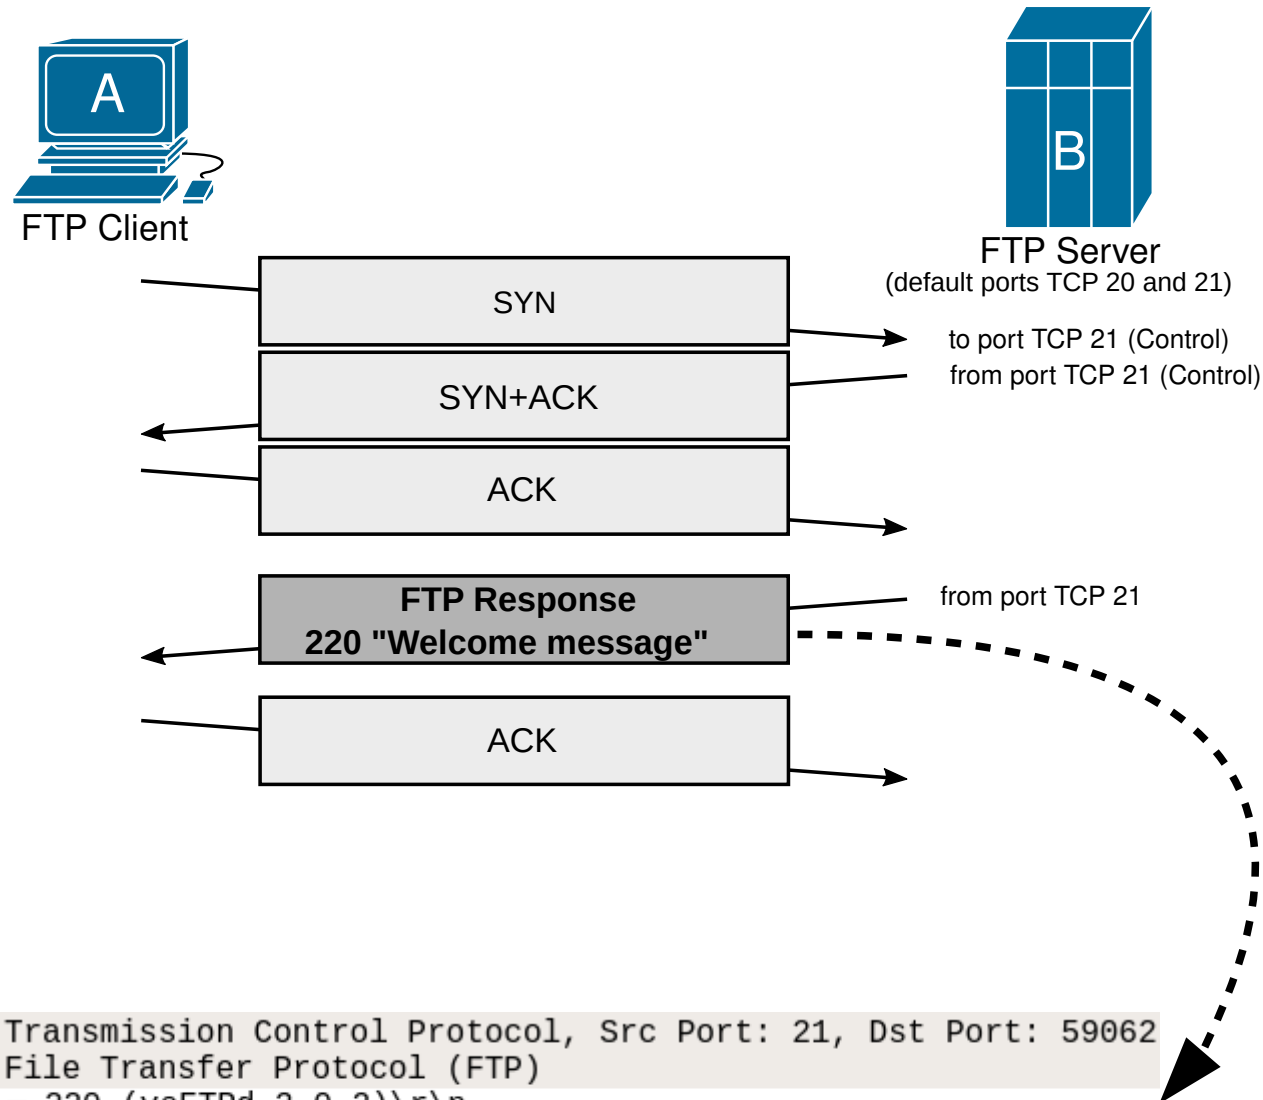 A
B
FTP Client
FTP Server
(default ports TCP 20 and 21)
SYN
to port TCP 21 (Control)
SYN+ACK
from port TCP 21 (Control)
ACK
FTP Response
220 "Welcome message"
from port TCP 21
ACK
Transmission Control Protocol, Src Port: 21, Dst Port: 59062
File Transfer Protocol (FTP)